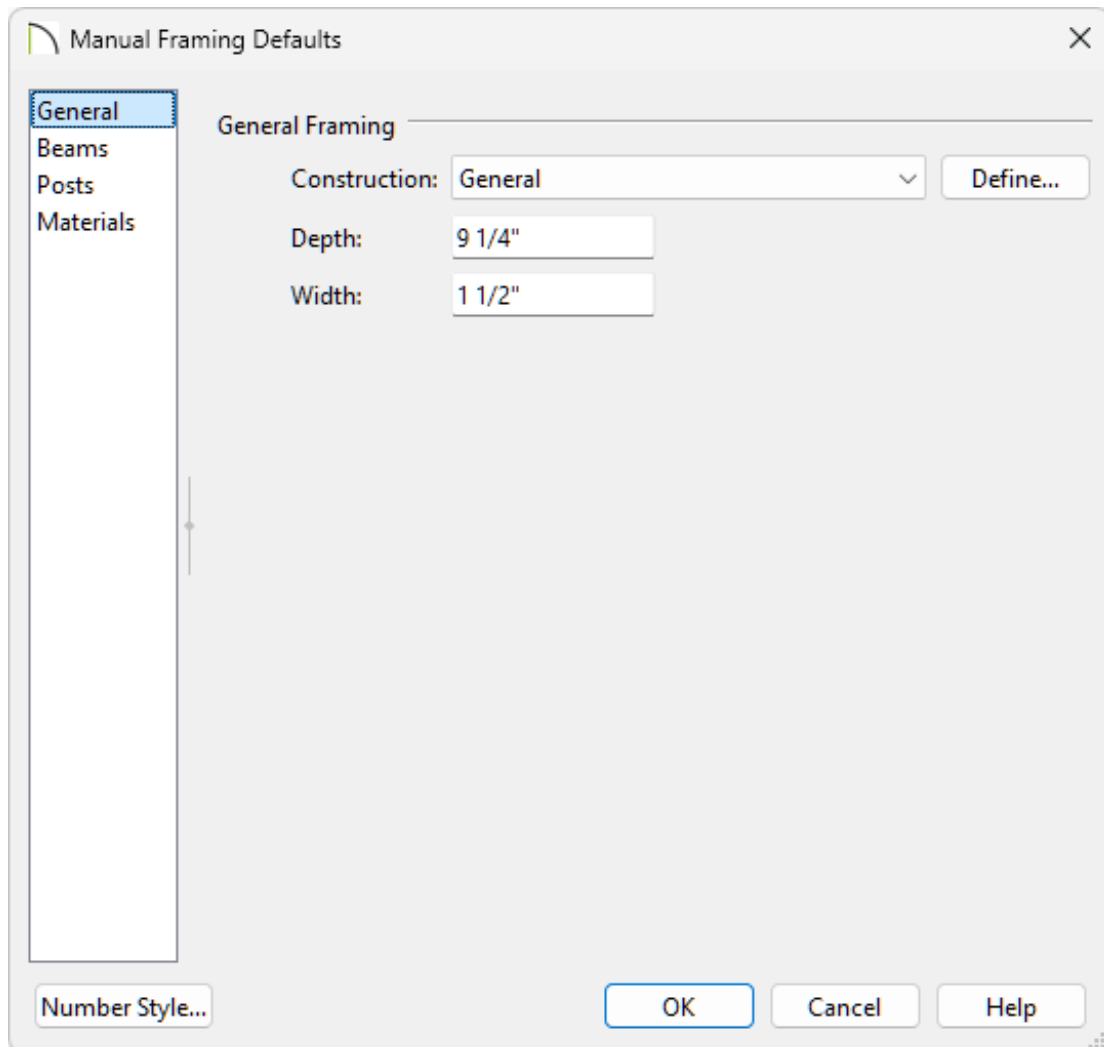 Manual Framing Defaults
General
Beams
Posts
Materials
General Framing
Construction: General Define...
Depth: 9 1/4"
Width: 1 1/2"
Number Style... OK Cancel Help